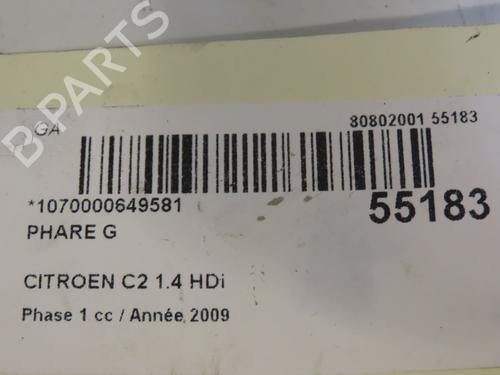 B-PARTS
GA
80802001 55183
*1070000649581
55183
PHARE G
CITROEN C2 1.4 HDi
Phase 1 cc / Année 2009